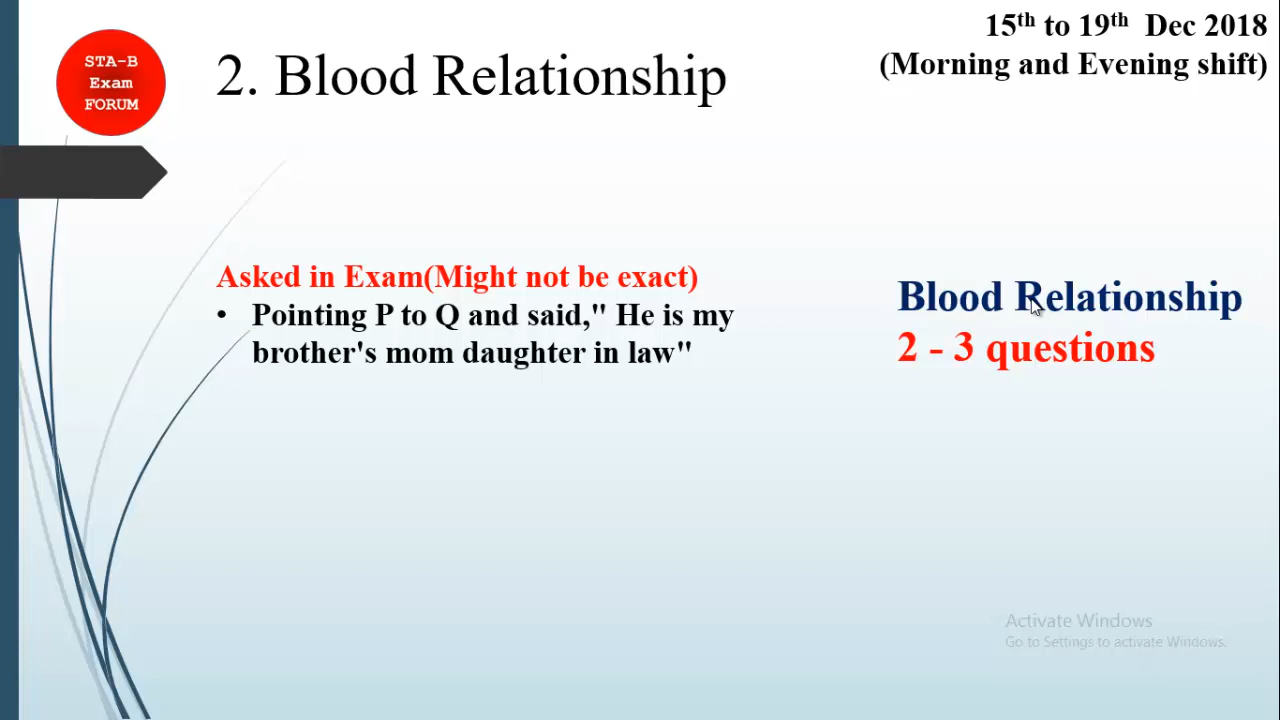 STA-B
Exam
FORUM
2. Blood Relationship
15th to 19th Dec 2018
(Morning and Evening shift)
Asked in Exam(Might not be exact)
• Pointing P to Q and said," He is my
brother's mom daughter in law"
Blood Relationship
2 - 3 questions
Activate Windows
Go to Settings to activate Windows.